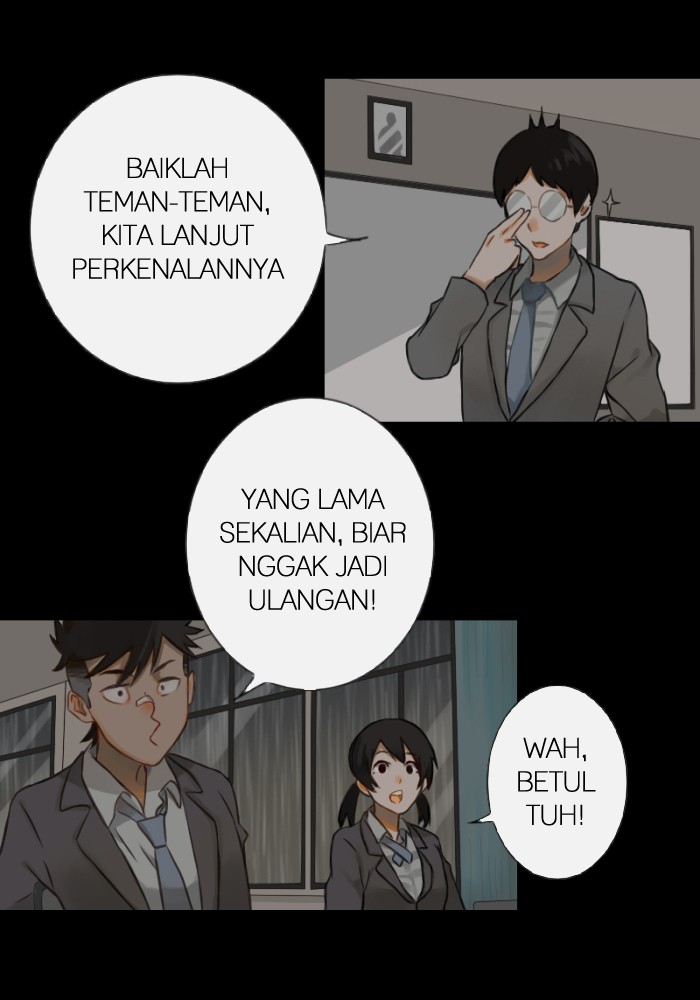 BAIKLAH
TEMAN-TEMAN,
KITA LANJUT
PERKENALANNYA
YANG LAMA
SEKALIAN, BIAR
NGGAK JADI
ULANGAN!
WAH,
BETUL
TUH!